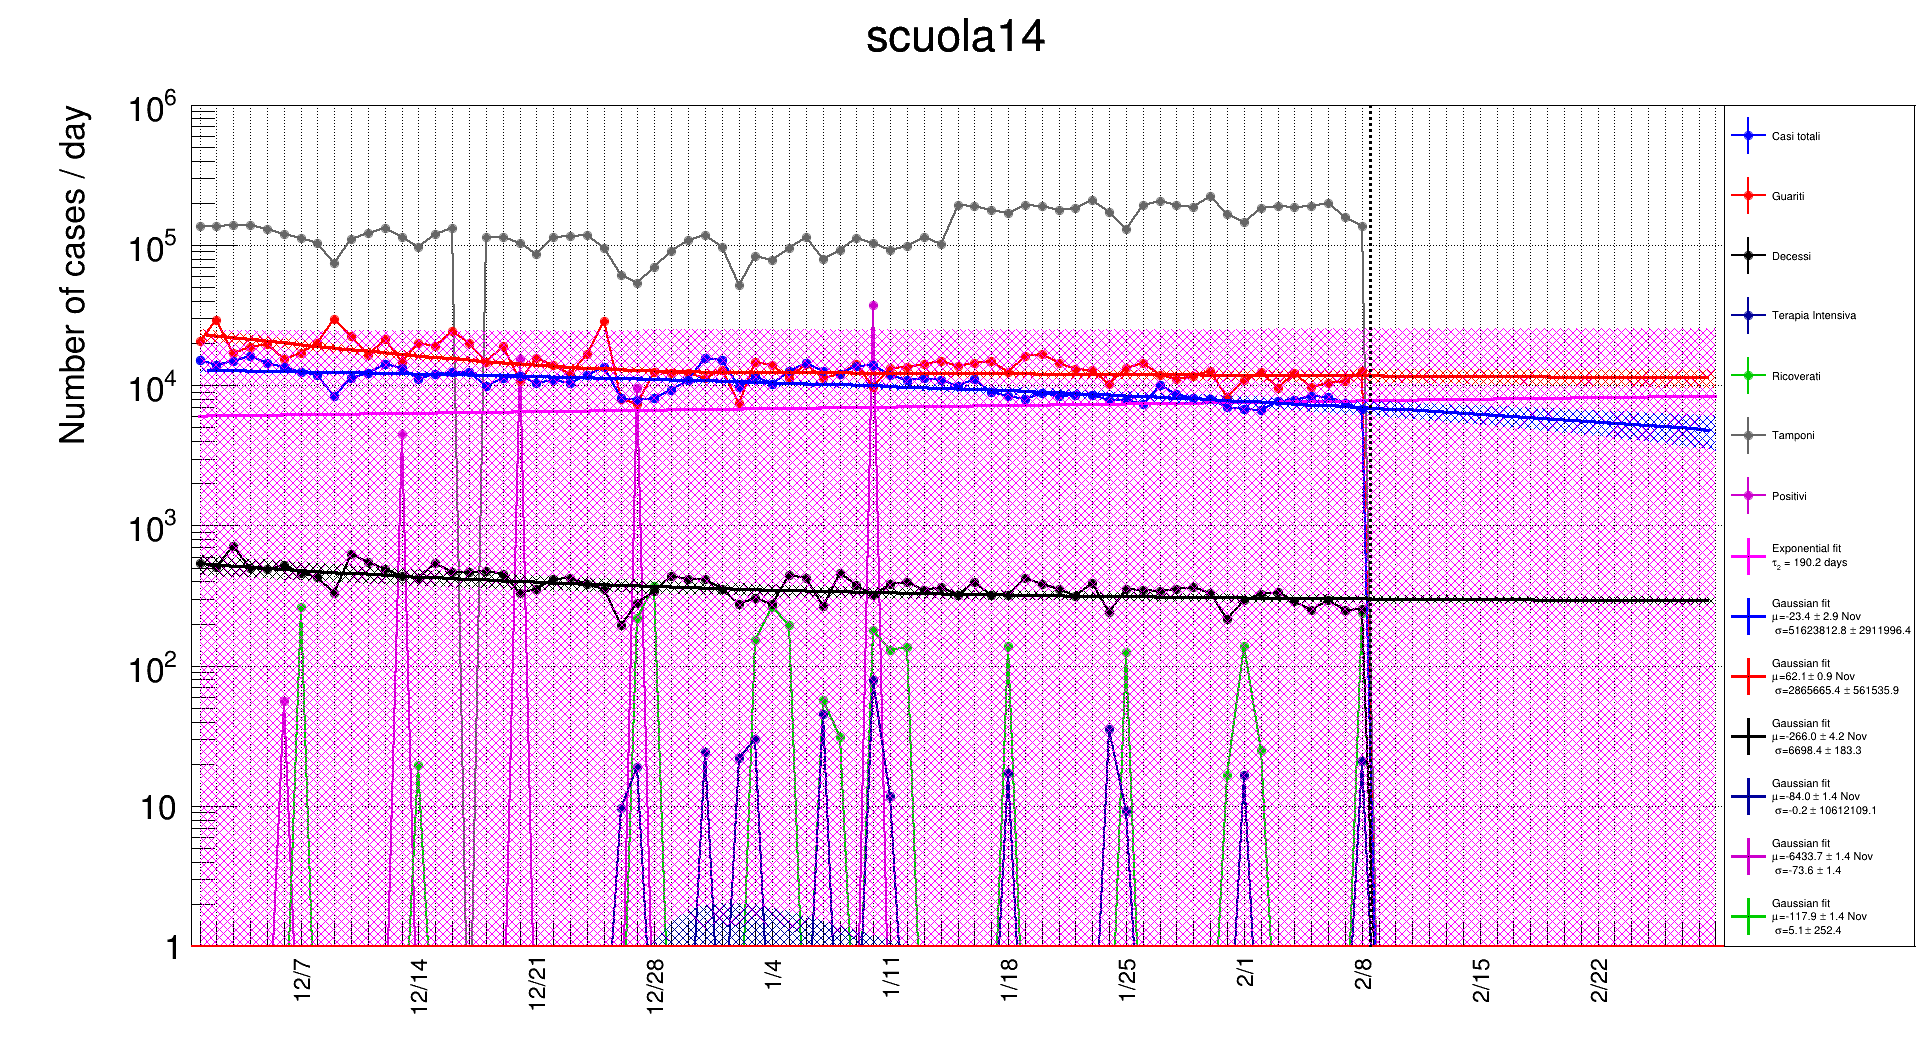 scuola14
Number of cases / day
10^6
10^5
10^4
10^3
10^2
10
1
12/7
12/14
12/21
12/28
1/4
1/11
1/18
1/25
2/1
2/8
2/15
2/22
Casi totali
Guariti
Decessi
Terapia Intensiva
Ricoverati
Tamponi
Positivi
Exponential fit
τ2 = 190.2 days
Gaussian fit
μ=-23.4 ± 2.9 Nov
σ=51623812.8 ± 2911996.4
Gaussian fit
μ=62.1 ± 0.9 Nov
σ=2865665.4 ± 561535.9
Gaussian fit
μ=-266.0 ± 4.2 Nov
σ=6698.4 ± 183.3
Gaussian fit
μ=-84.0 ± 1.4 Nov
σ=-0.2 ± 10612109.1
Gaussian fit
μ=-6433.7 ± 1.4 Nov
σ=-73.6 ± 1.4
Gaussian fit
μ=-117.9 ± 1.4 Nov
σ=5.1 ± 252.4